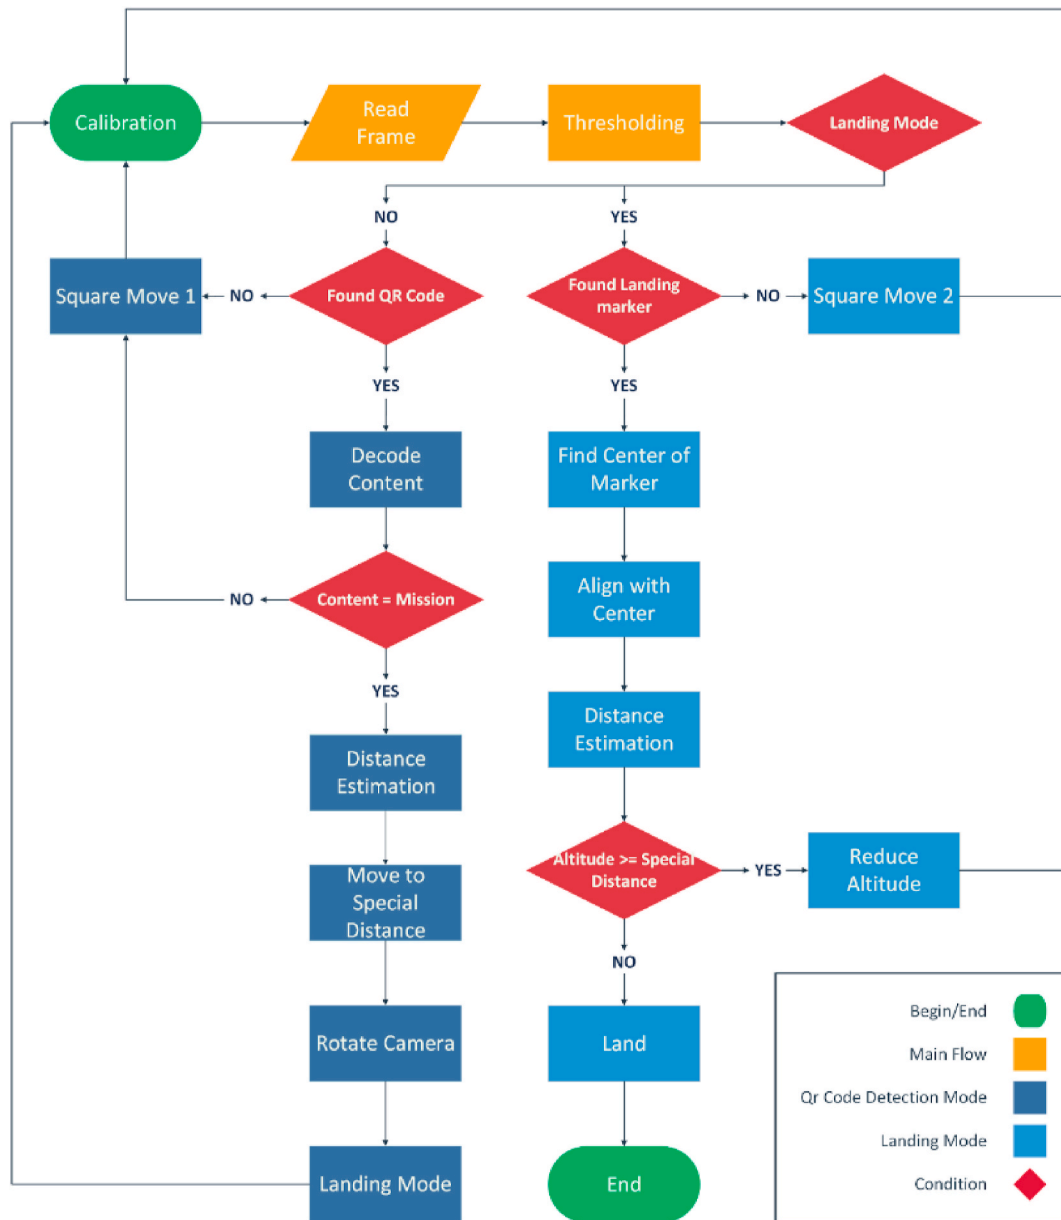 Calibration
Read
Frame
Thresholding
Landing Mode
NO
YES
Square Move 1
NO
Found QR Code
Found Landing
marker
NO
Square Move 2
YES
YES
Decode
Content
Find Center of
Marker
NO
Content = Mission
Align with
Center
YES
Distance
Estimation
Distance
Estimation
Move to
Special
Distance
Altitude >= Special
Distance
YES
Reduce
Altitude
NO
Rotate Camera
Land
Landing Mode
End
Begin/End
Main Flow
Qr Code Detection Mode
Landing Mode
Condition